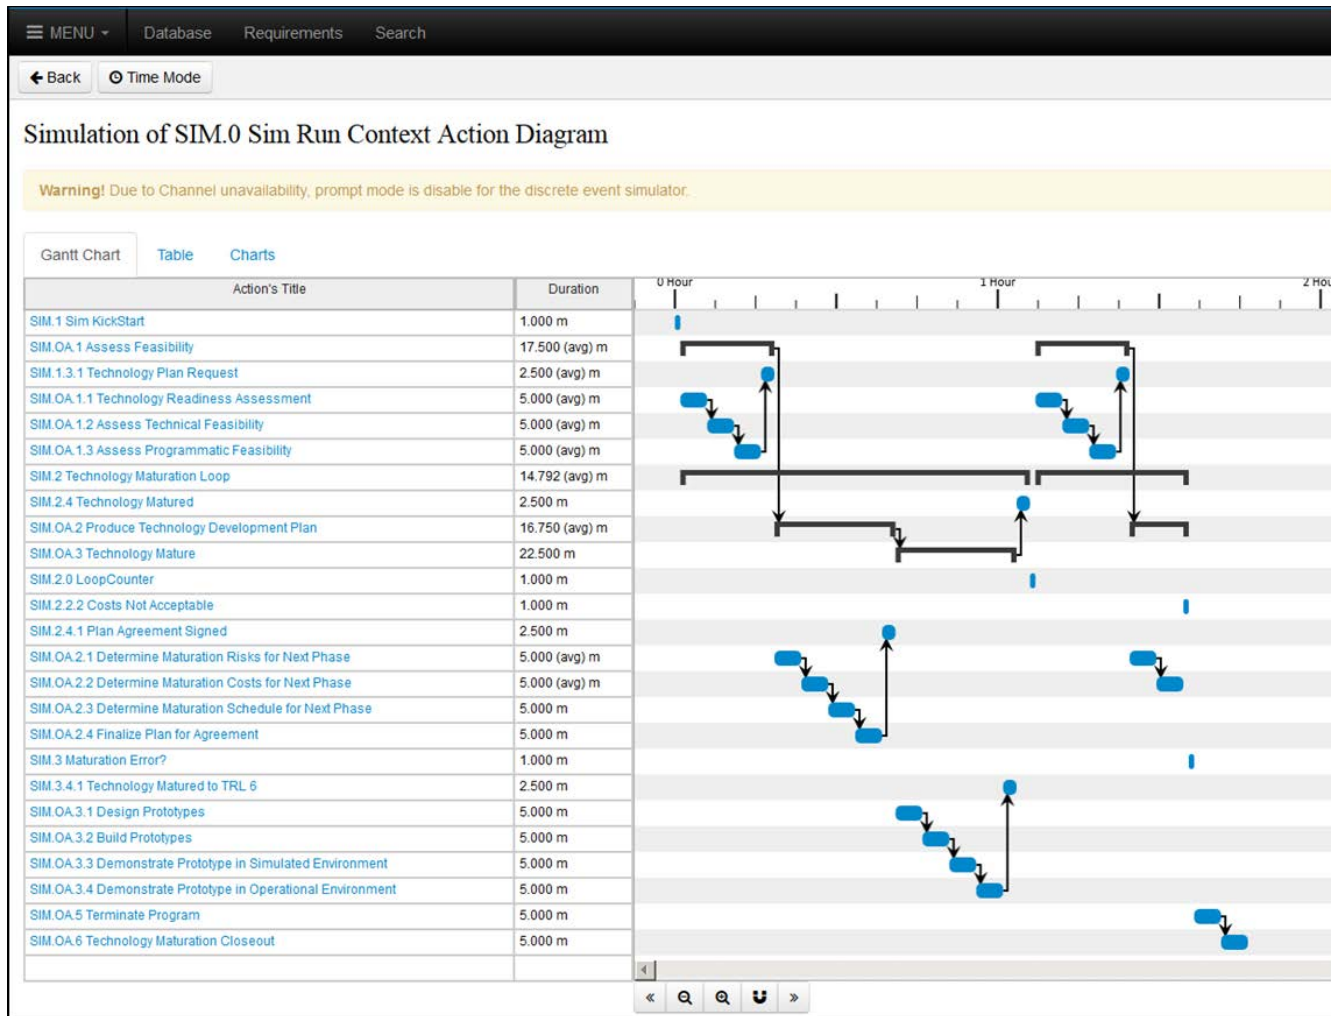 MENU Database Requirements Search
Back Time Mode
Simulation of SIM.0 Sim Run Context Action Diagram
Warning! Due to Channel unavailability, prompt mode is disable for the discrete event simulator.
Gantt Chart Table Charts
Action's Title Duration 0 Hour 1 Hour 2 Hou
SIM.1 Sim KickStart 1.000 m
SIM.OA.1 Assess Feasibility 17.500 (avg) m
SIM.1.3.1 Technology Plan Request 2.500 (avg) m
SIM.OA.1.1 Technology Readiness Assessment 5.000 (avg) m
SIM.OA.1.2 Assess Technical Feasibility 5.000 (avg) m
SIM.OA.1.3 Assess Programmatic Feasibility 5.000 (avg) m
SIM.2 Technology Maturation Loop 14.792 (avg) m
SIM.2.4 Technology Matured 2.500 m
SIM.OA.2 Produce Technology Development Plan 16.750 (avg) m
SIM.OA.3 Technology Mature 22.500 m
SIM.2.0 LoopCounter 1.000 m
SIM.2.2.2 Costs Not Acceptable 1.000 m
SIM.2.4.1 Plan Agreement Signed 2.500 m
SIM.OA.2.1 Determine Maturation Risks for Next Phase 5.000 (avg) m
SIM.OA.2.2 Determine Maturation Costs for Next Phase 5.000 (avg) m
SIM.OA.2.3 Determine Maturation Schedule for Next Phase 5.000 m
SIM.OA.2.4 Finalize Plan for Agreement 5.000 m
SIM.3 Maturation Error? 1.000 m
SIM.3.4.1 Technology Matured to TRL 6 2.500 m
SIM.OA.3.1 Design Prototypes 5.000 m
SIM.OA.3.2 Build Prototypes 5.000 m
SIM.OA.3.3 Demonstrate Prototype in Simulated Environment 5.000 m
SIM.OA.3.4 Demonstrate Prototype in Operational Environment 5.000 m
SIM.OA.5 Terminate Program 5.000 m
SIM.OA.6 Technology Maturation Closeout 5.000 m